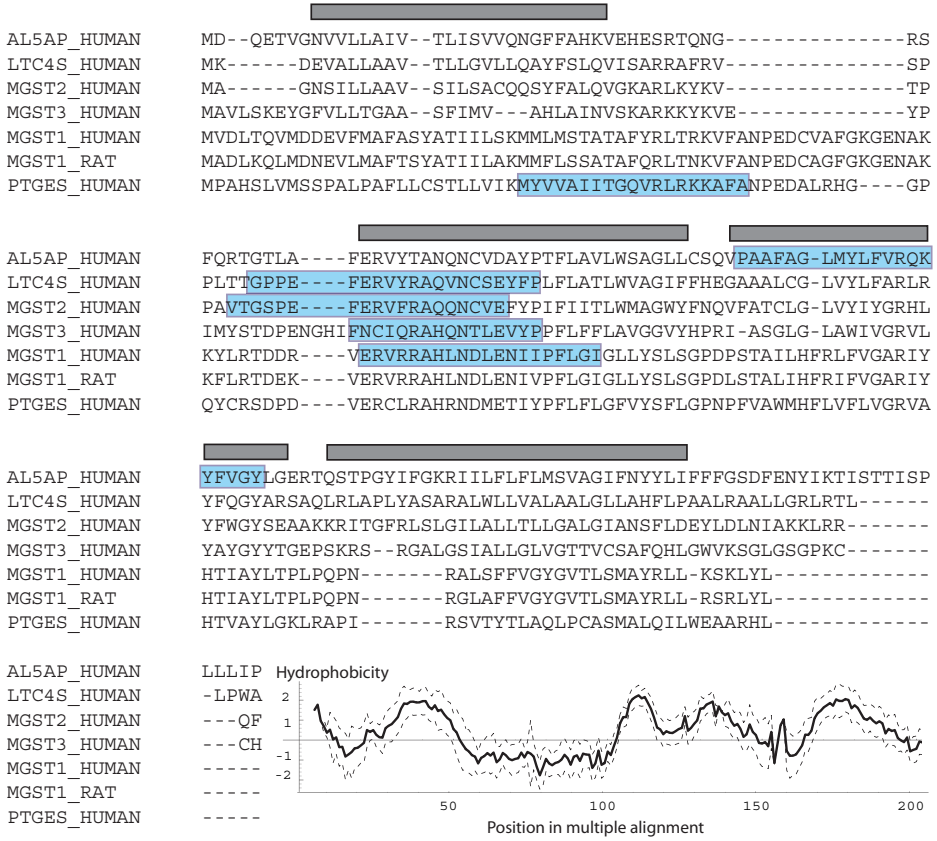 AL5AP_HUMAN MD--QETVGNVVLLAIV--TLISVVQNGFFAHKVEHESRTQNG---------------RS
LTC4S_HUMAN MK------DEVALLAAV--TLLGVLLQAYFSLQVISARRAFRV---------------SP
MGST2_HUMAN MA------GNSILLAAV--SILSACQQSYFALQVGKARLKYKV---------------TP
MGST3_HUMAN MAVLSKEYGFVLLTGAA--SFIMV---AHLAINVSKARKKYKVE--------------YP
MGST1_HUMAN MVDLTQVMDDEVFMAFASYATIILSKMMLMSTATAFYRLTRKVFANPEDCVAFGKGENAK
MGST1_RAT MADLKQLMDNEVLMAFTSYATIILAKMMFLSSATAFQRLTNKVFANPEDCAGFGKGENAK
PTGES_HUMAN MPAHSLVMSSPALPAFLLCSTLLVIKMYVVAIITGQVRLRKKAFANPEDALRHG----GP
AL5AP_HUMAN FQRTGTLA----FERVYTANQNCVDAYPTFLAVLWSAGLLCSQVPAAFAG-LMYLFVRQK
LTC4S_HUMAN PLTTGPPE----FERVYRAQVNCSEYFPLFLATLWVAGIFFHEGAAALCG-LVYLFARLR
MGST2_HUMAN PAVTGSPE----FERVFRAQQNCVEFYPIFIITLWMAGWYFNQVFATCLG-LVYIYGRHL
MGST3_HUMAN IMYSTDPENGHIFNCIQRAHQNTLEVYPPFLFFLAVGGVYHPRI-ASGLG-LAWIVGRVL
MGST1_HUMAN KYLRTDDR----VERVRRAHLNDLENIIPFLGIGLLYSLSGPDPSTAILHFRLFVGARIY
MGST1_RAT KFLRTDEK----VERVRRAHLNDLENIVPFLGIGLLYSLSGPDLSTALIHFRIFVGARIY
PTGES_HUMAN QYCRSDPD----VERCLRAHRNDMETIYPFLFLGFVYSFLGPNPFVAWMHFLVFLVGRVA
AL5AP_HUMAN YFVGYLGERTQSTPGYIFGKRIILFLFLMSVAGIFNYYLIFFFGSDFENYIKTISTTISP
LTC4S_HUMAN YFQGYARSAQLRLAPLYASARALWLLVALAALGLLAHFLPAALRAALLGRLRTL------
MGST2_HUMAN YFWGYSEAAKKRITGFRLSLGILALLTLLGALGIANSFLDEYLDLNIAKKLRR-------
MGST3_HUMAN YAYGYYTGEPSKRS--RGALGSIALLGLVGTTVCSAFQHLGWVKSGLGSGPKC-------
MGST1_HUMAN HTIAYLTPLPQPN-------RALSFFVGYGVTLSMAYRLL-KSKLYL-------------
MGST1_RAT HTIAYLTPLPQPN-------RGLAFFVGYGVTLSMAYRLL-RSRLYL-------------
PTGES_HUMAN HTVAYLGKLRAPI-------RSVTYTLAQLPCASMALQILWEAARHL-------------
AL5AP_HUMAN LLLIP
LTC4S_HUMAN -LPWA
MGST2_HUMAN ---QF
MGST3_HUMAN ---CH
MGST1_HUMAN -----
MGST1_RAT -----
PTGES_HUMAN -----
Hydrophobicity
2
1
-1
-2
50 100 150 200
Position in multiple alignment